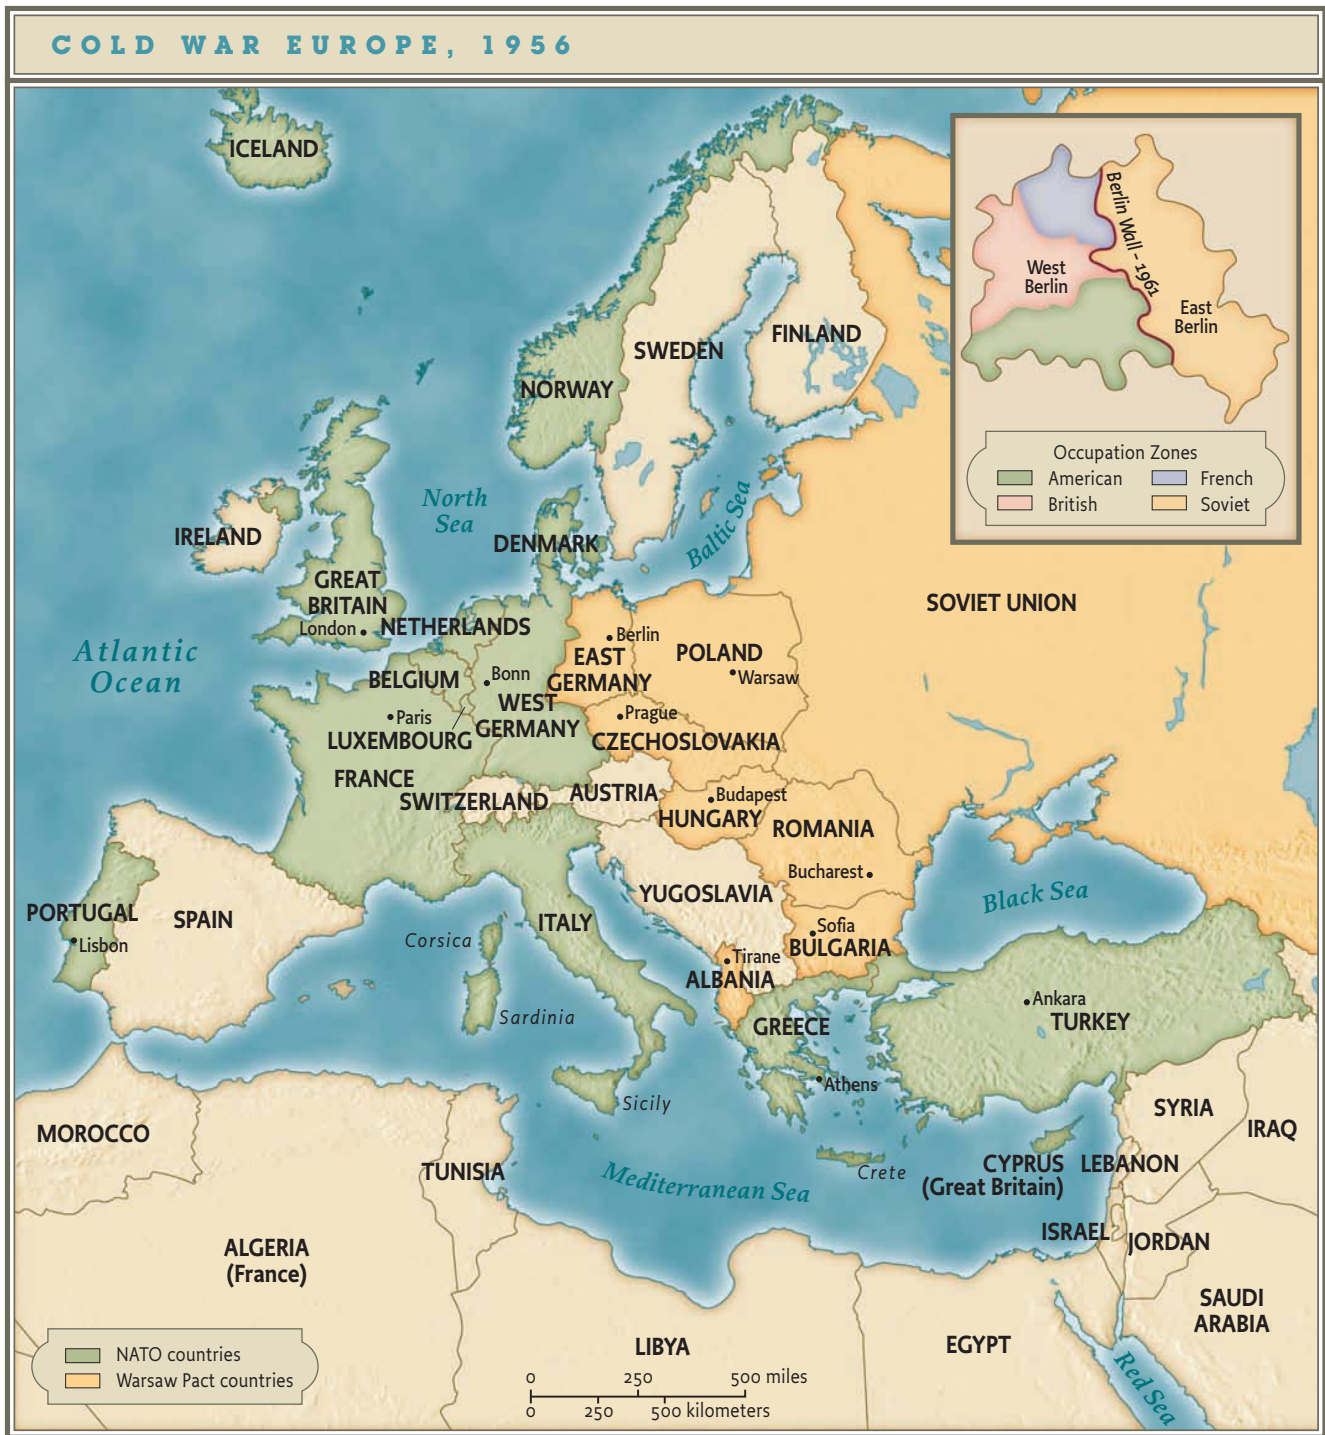 COLD WAR EUROPE, 1956
ICELAND
Berlin Wall - 1961
West
Berlin
East
Berlin
Occupation Zones
American
French
British
Soviet
FINLAND
SWEDEN
NORWAY
North
Sea
Baltic Sea
IRELAND
DENMARK
GREAT
BRITAIN
London
NETHERLANDS
SOVIET UNION
Atlantic
Ocean
Berlin
EAST
GERMANY
POLAND
Warsaw
BELGIUM
Bonn
WEST
GERMANY
Paris
LUXEMBOURG
Prague
CZECHOSLOVAKIA
FRANCE
SWITZERLAND
AUSTRIA
Budapest
HUNGARY
ROMANIA
Bucharest
YUGOSLAVIA
Black Sea
PORTUGAL
Lisbon
SPAIN
Corsica
ITALY
Sofia
BULGARIA
Tirane
ALBANIA
Sardinia
GREECE
Ankara
TURKEY
Athens
Sicily
MOROCCO
TUNISIA
Mediterranean Sea
Crete
CYPRUS
(Great Britain)
LEBANON
SYRIA
IRAQ
ISRAEL
JORDAN
ALGERIA
(France)
SAUDI
ARABIA
LIBYA
EGYPT
Red Sea
NATO countries
Warsaw Pact countries
0 250 500 miles
0 250 500 kilometers